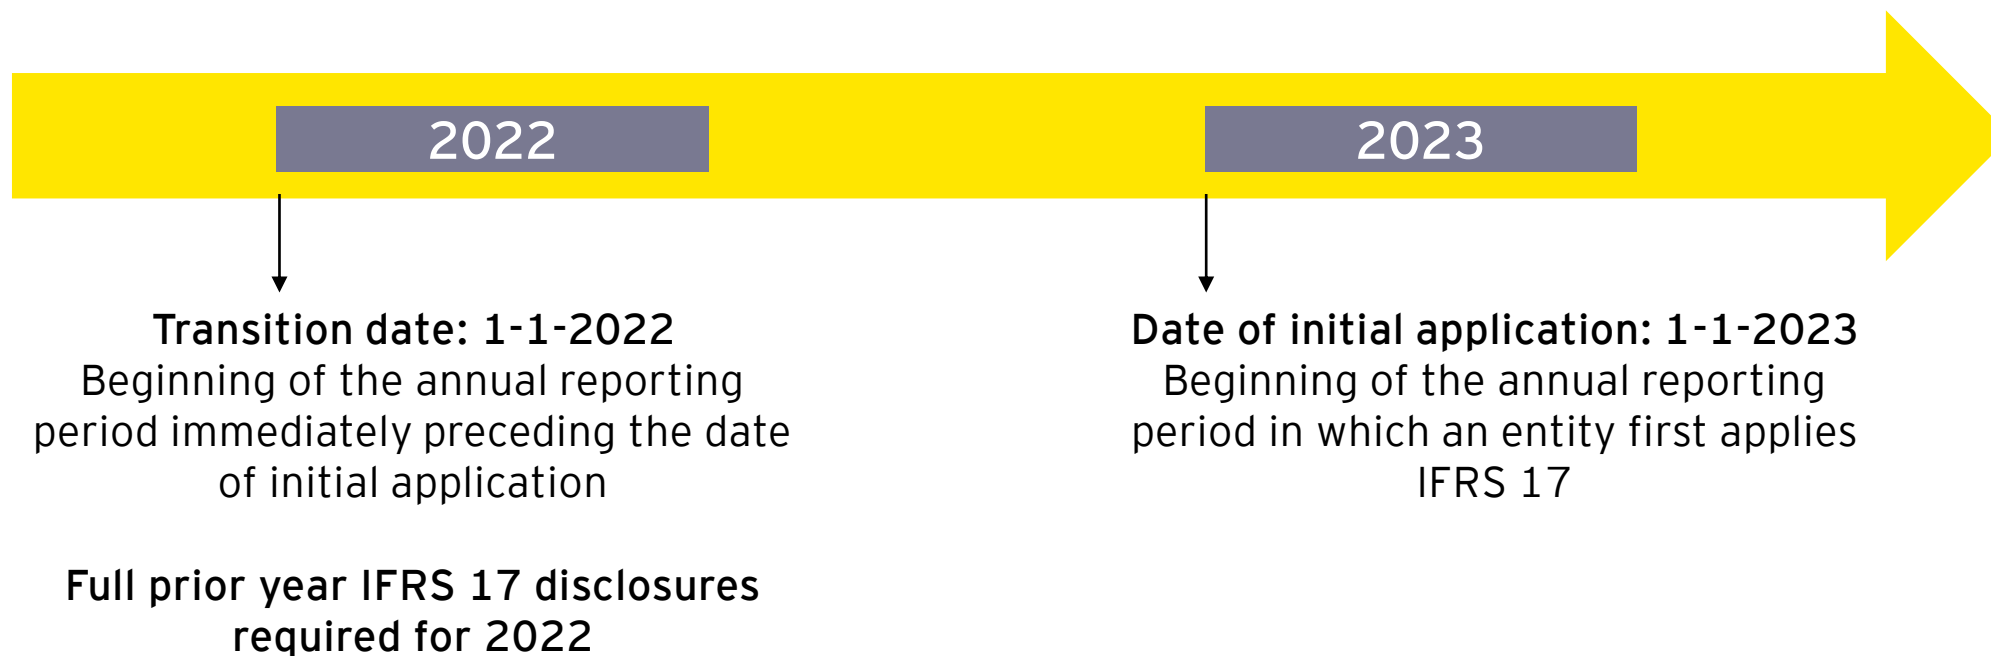 2022
2023
Transition date: 1-1-2022
Beginning of the annual reporting
period immediately preceding the date
of initial application
Full prior year IFRS 17 disclosures
required for 2022
Date of initial application: 1-1-2023
Beginning of the annual reporting
period in which an entity first applies
IFRS 17